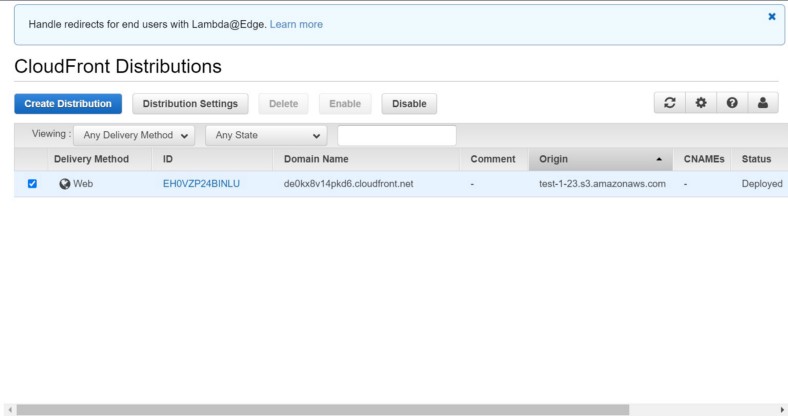 Handle redirects for end users with Lambda@Edge. Learn more
CloudFront Distributions
Create Distribution Distribution Settings Delete Enable Disable
Viewing : Any Delivery Method Any State
Delivery Method ID Domain Name Comment Origin CNAMEs Status
Web EH0VZP24BINLU de0kx8v14pkd6.cloudfront.net - test-1-23.s3.amazonaws.com - Deployed